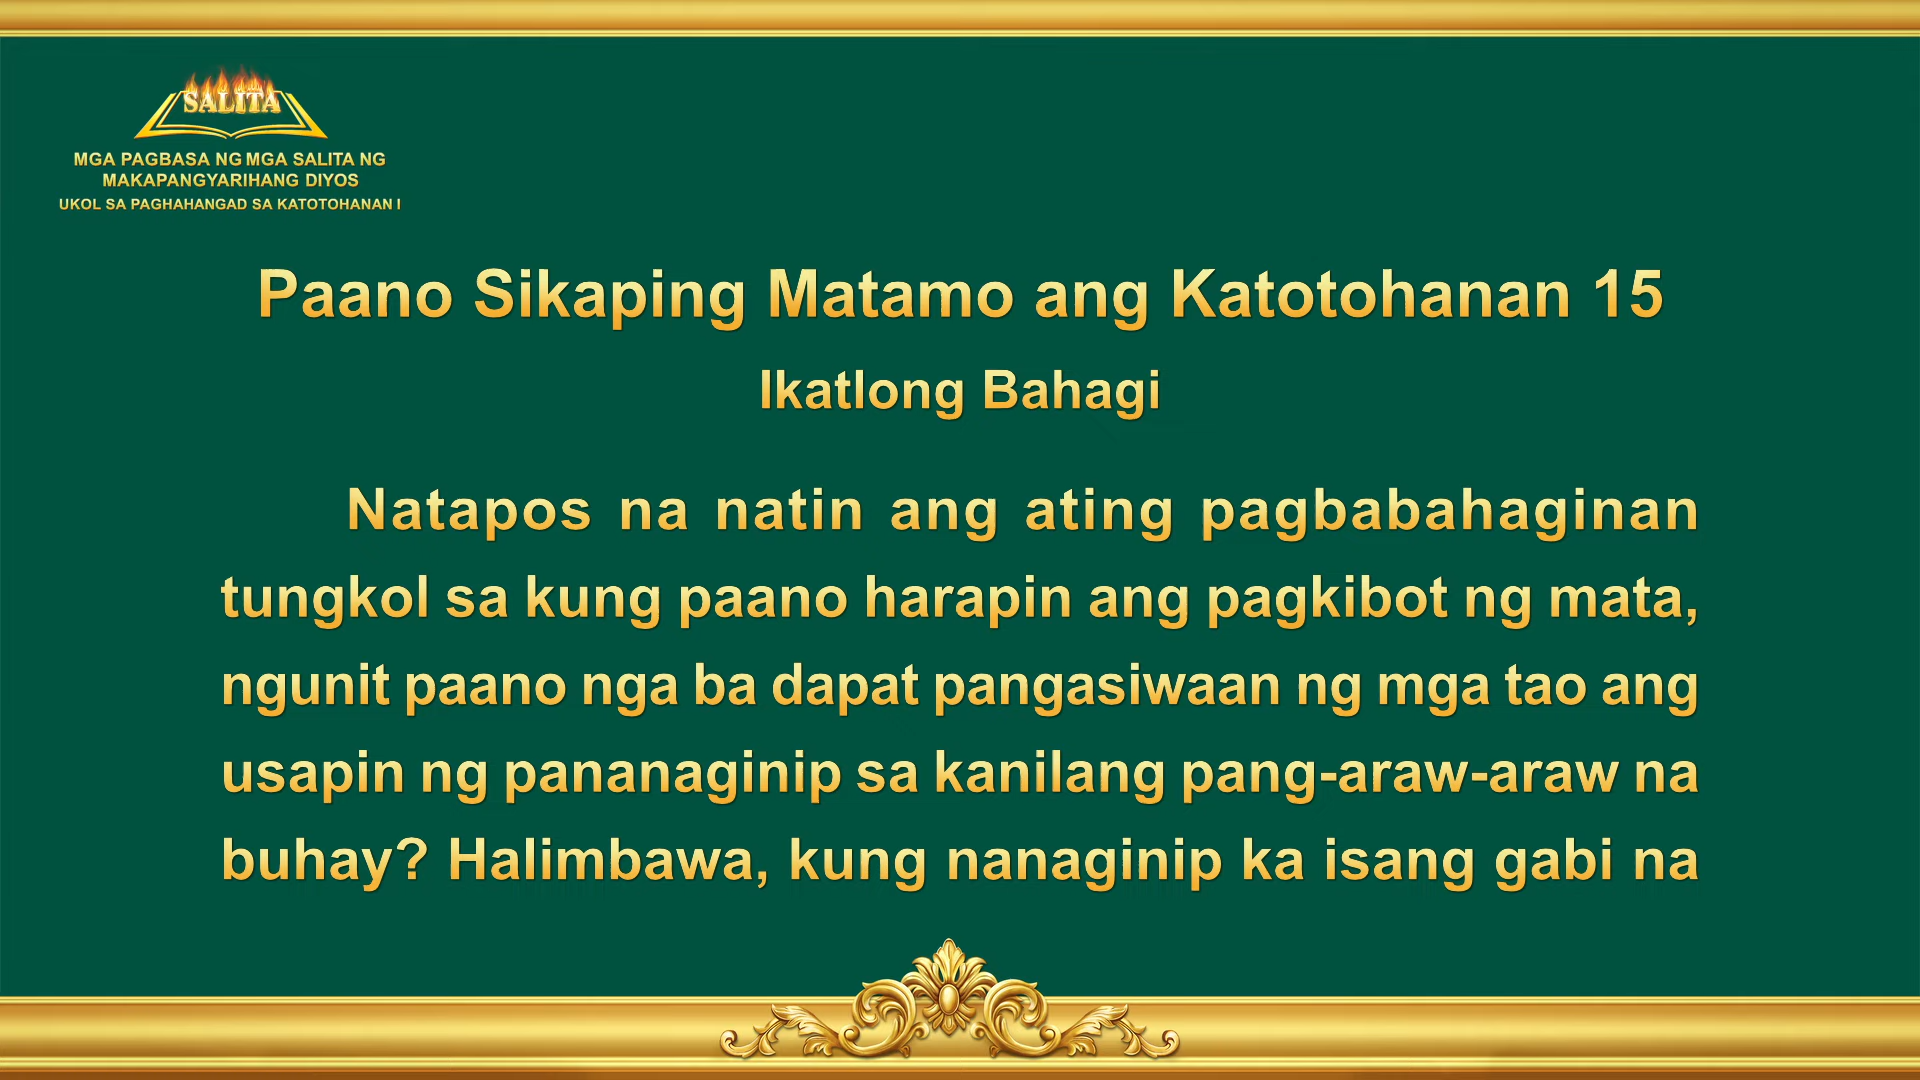 SALITA
MGA PAGBASA NG MGA SALITA NG
MAKAPANGYARIHANG DIYOS
UKOL SA PAGHAHANGAD SA KATOTOHANAN I
Paano Sikaping Matamo ang Katotohanan 15
Ikatlong Bahagi
Natapos na natin ang ating pagbabahaginan
tungkol sa kung paano harapin ang pagkibot ng mata,
ngunit paano nga ba dapat pangasiwaan ng mga tao ang
usapin ng pananaginip sa kanilang pang-araw-araw na
buhay? Halimbawa, kung nanaginip ka isang gabi na